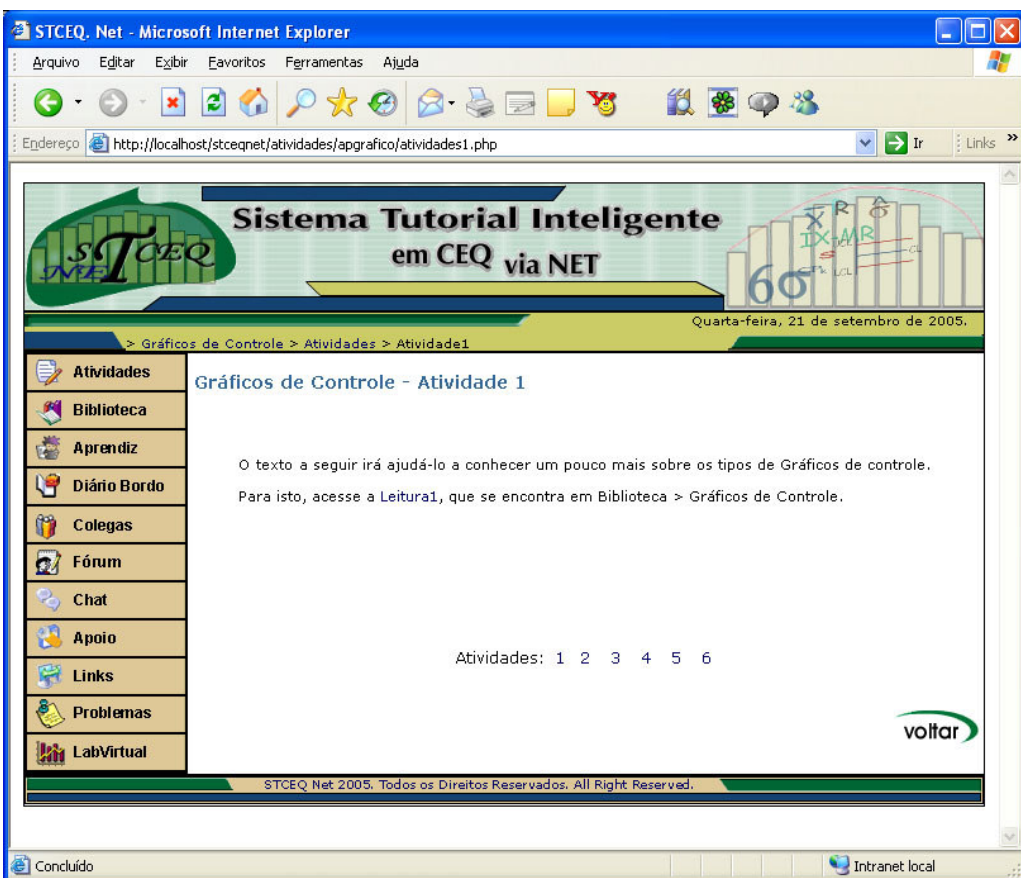 STCEQ. Net - Microsoft Internet Explorer
Arquivo Editar Exibir Favoritos Ferramentas Ajuda
Endereço http://localhost/stceqnet/atividades/apgrafico/atividades1.php Ir Links »
STCEQ
NET
Sistema Tutorial Inteligente
em CEQ via NET
6σ
Quarta-feira, 21 de setembro de 2005.
> Gráficos de Controle > Atividades > Atividade1
Atividades
Biblioteca
Aprendiz
Diário Bordo
Colegas
Fórum
Chat
Apoio
Links
Problemas
LabVirtual
Gráficos de Controle - Atividade 1
O texto a seguir irá ajudá-lo a conhecer um pouco mais sobre os tipos de Gráficos de controle.
Para isto, acesse a Leitura1, que se encontra em Biblioteca > Gráficos de Controle.
Atividades: 1 2 3 4 5 6
voltar
STCEQ Net 2005. Todos os Direitos Reservados. All Right Reserved.
Concluído Intranet local